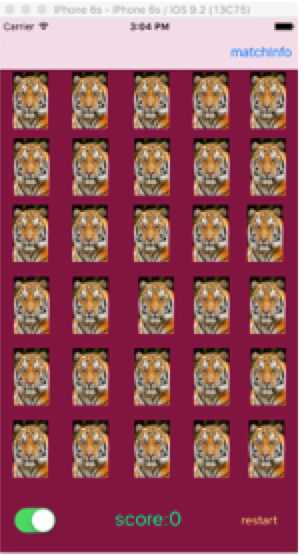 iPhone 6s - iPhone 6s / iOS 9.2 (13C75)
Carrier 3:04 PM
matchInfo
score:0 restart